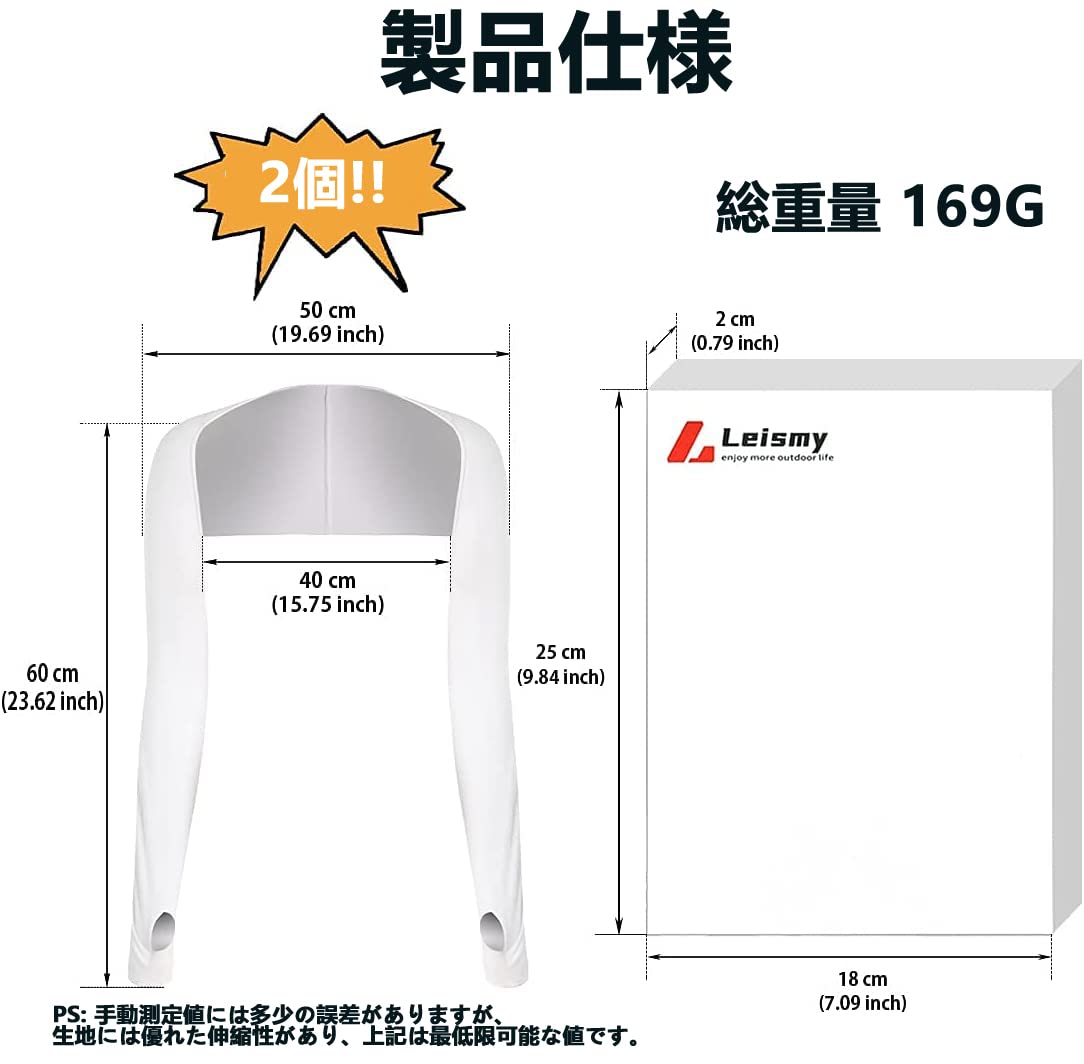 製品仕様
2個!!
総重量 169G
50 cm
(19.69 inch)
2 cm
(0.79 inch)
Leismy
enjoy more outdoor life
40 cm
(15.75 inch)
60 cm
(23.62 inch)
25 cm
(9.84 inch)
18 cm
(7.09 inch)
PS: 手動測定値には多少の誤差がありますが、
生地には優れた伸縮性があり、上記は最低限可能な値です。